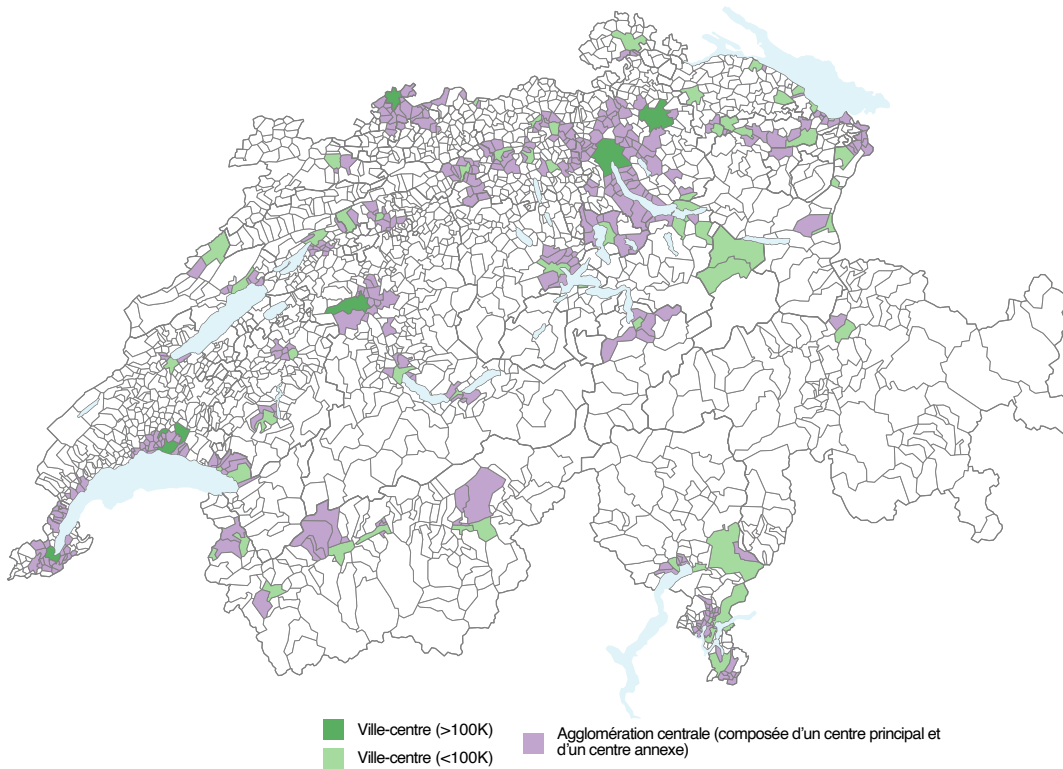 Ville-centre (>100K)
Ville-centre (<100K)
Agglomération centrale (composée d'un centre principal et
d'un centre annexe)